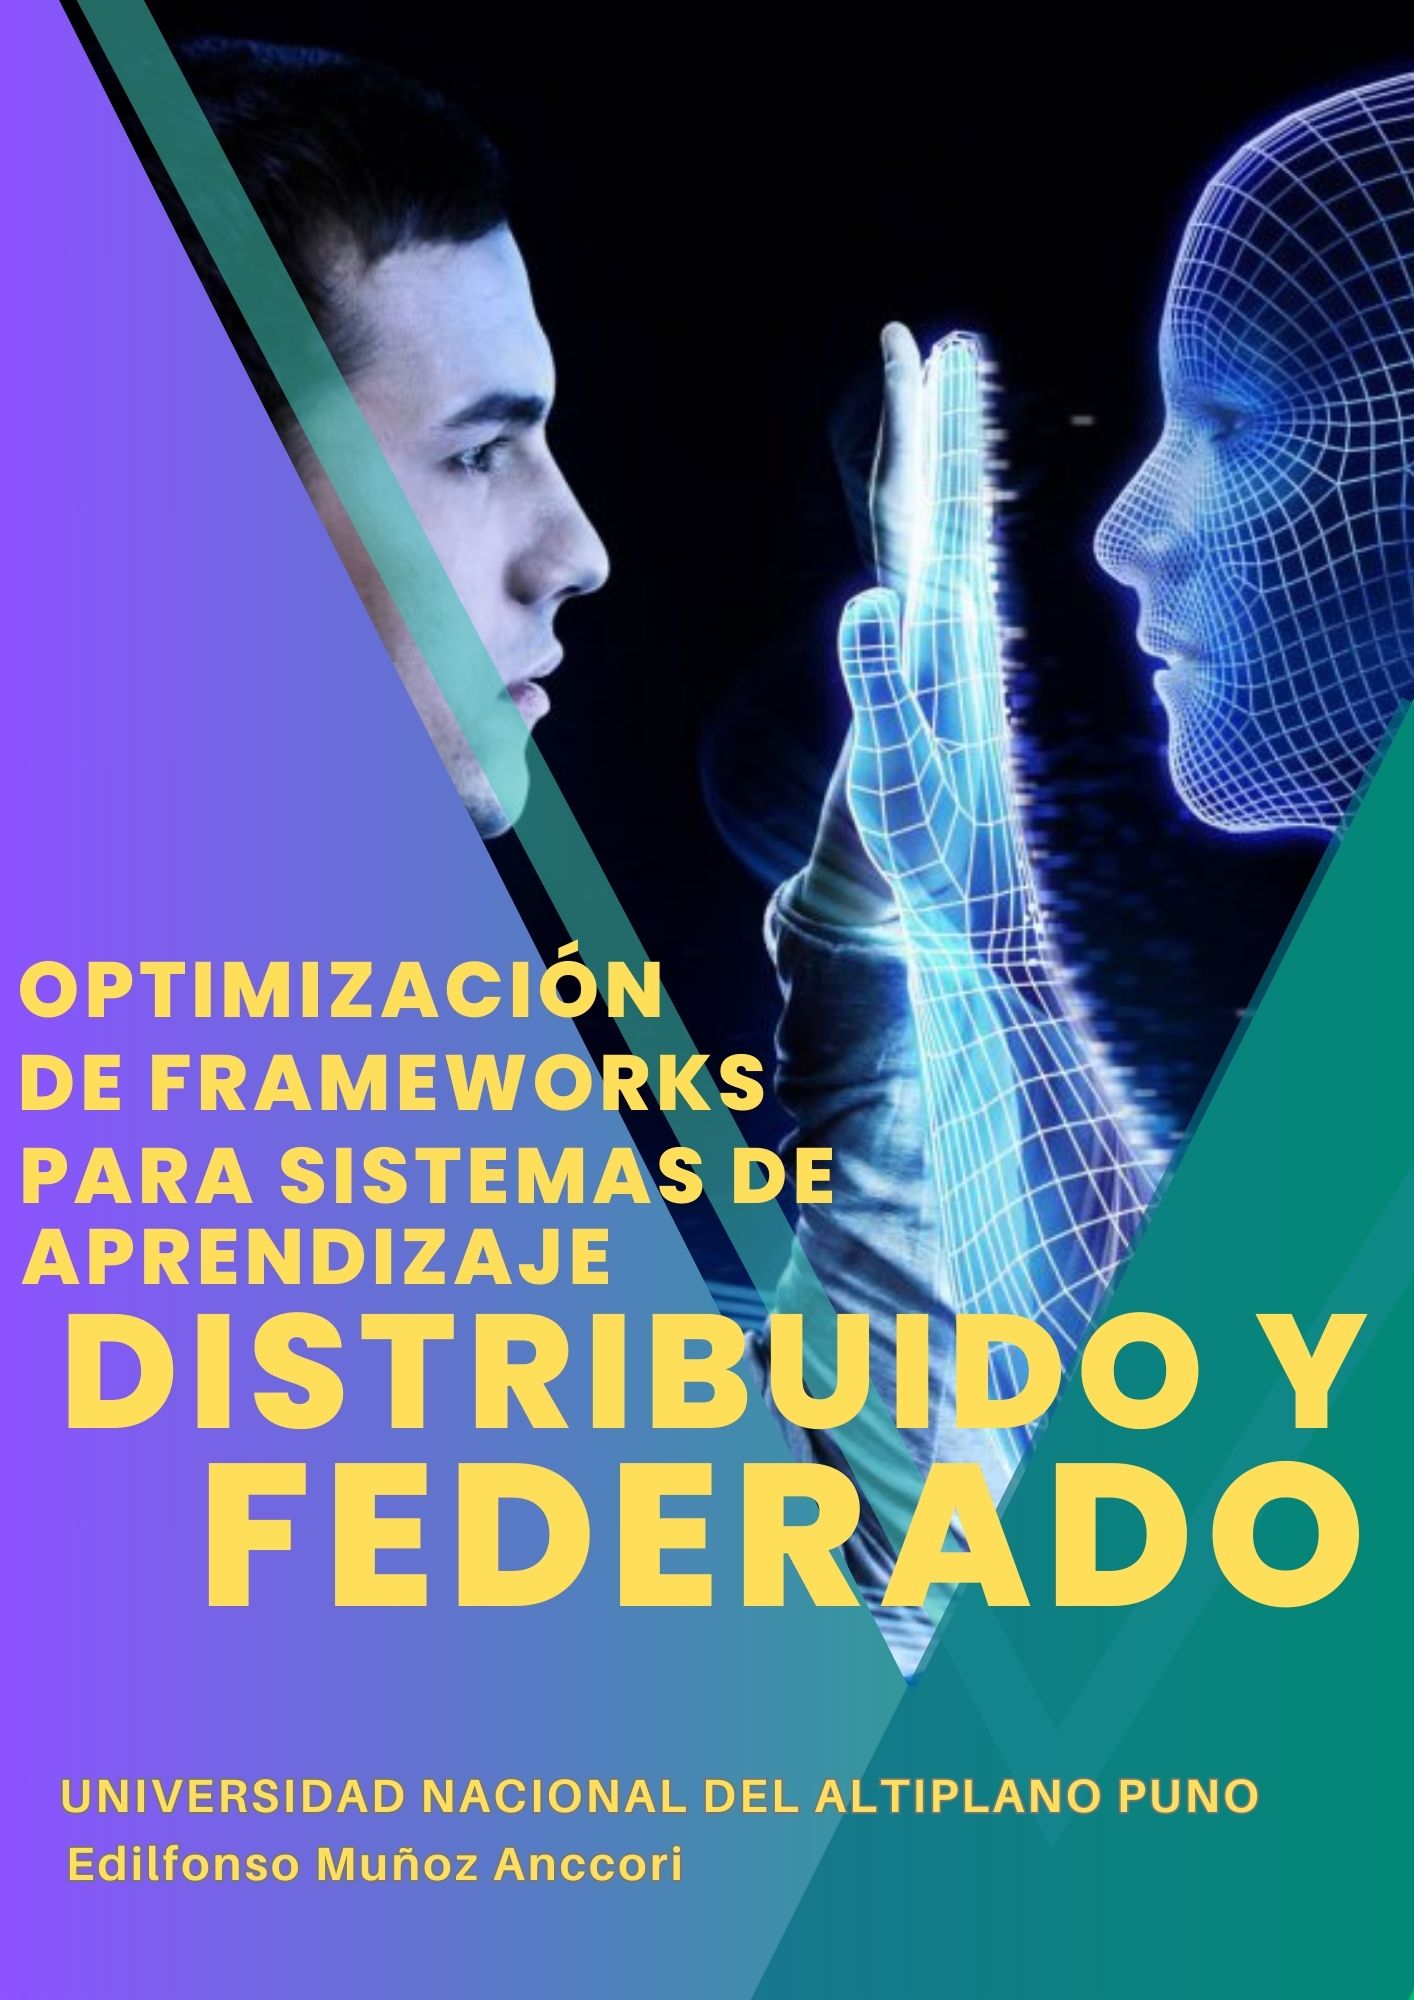 OPTIMIZACIÓN
DE FRAMEWORKS
PARA SISTEMAS DE
APRENDIZAJE
DISTRIBUIDO Y
FEDERADO
UNIVERSIDAD NACIONAL DEL ALTIPLANO PUNO
Edilfonso Muñoz Anccori